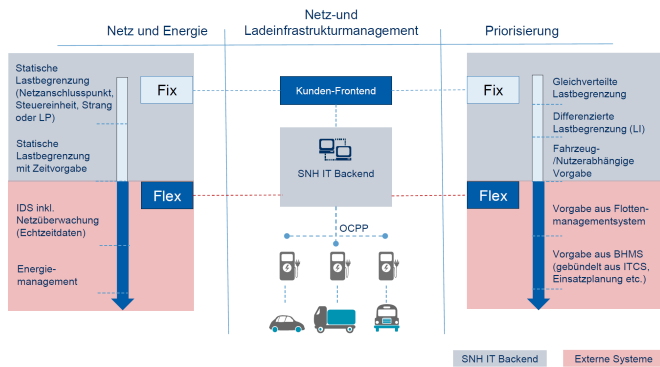 Netz und Energie
Netz-und
Ladeinfrastrukturmanagement
Priorisierung
Statische
Lastbegrenzung
(Netzanschlusspunkt,
Steuereinheit, Strang
oder LP)
Statische
Lastbegrenzung
mit Zeitvorgabe
IDS inkl.
Netzüberwachung
(Echtzeitdaten)
Energie-
management
Fix
Flex
Kunden-Frontend
SNH IT Backend
OCPP
Fix
Flex
Gleichverteilte
Lastbegrenzung
Differenzierte
Lastbegrenzung (LI)
Fahrzeug-
/Nutzerabhängige
Vorgabe
Vorgabe aus Flotten-
managementsystem
Vorgabe aus BHMS
(gebündelt aus ITCS,
Einsatzplanung etc.)
SNH IT Backend
Externe Systeme